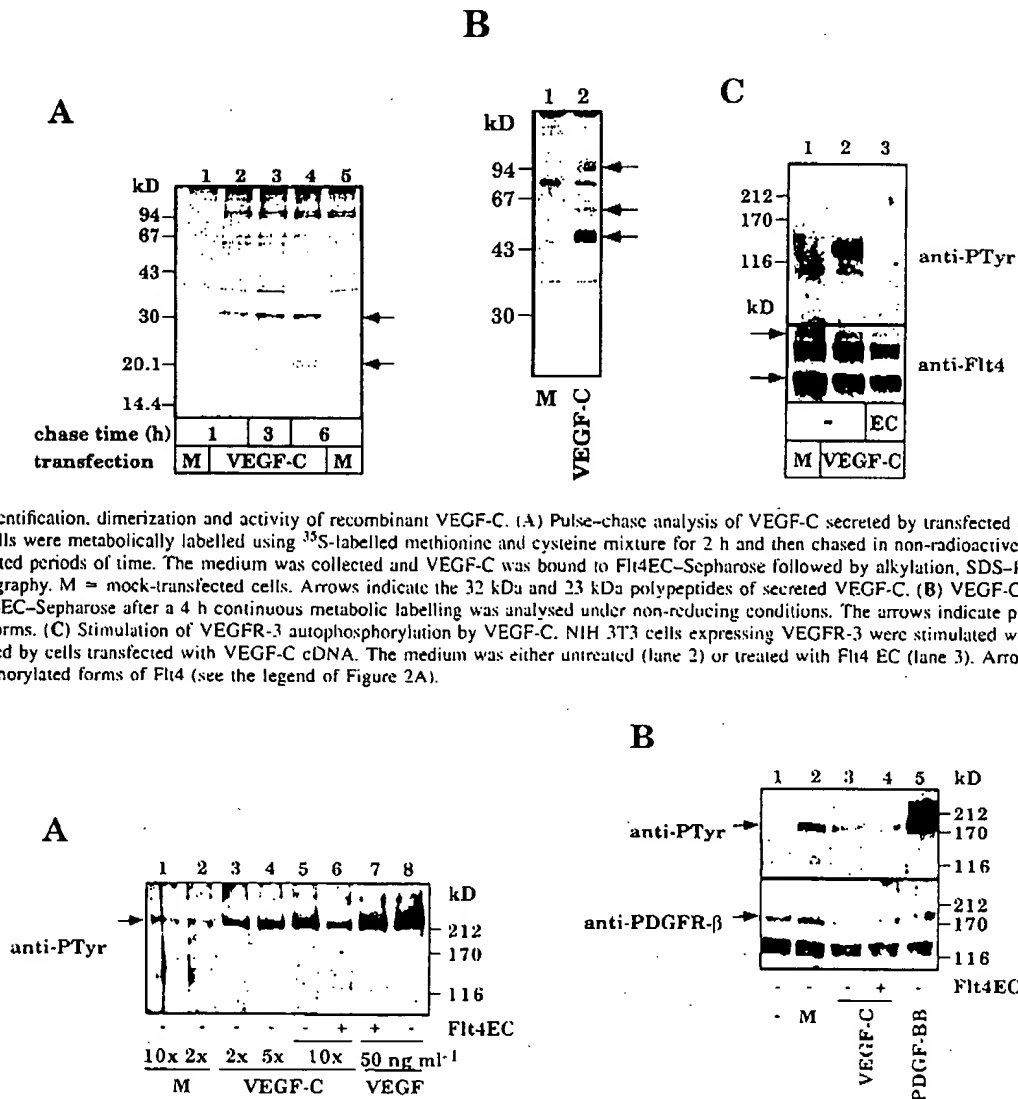 B
A
C
1 2
kD
94
67
43
30
M
VEGF-C
1 2 3 4 5
kD
94
67
43
30
20.1
14.4
chase time (h) 1 3 6
transfection M VEGF-C M
1 2 3
212
170
116
kD
anti-PTyr
anti-Flt4
- EC
M VEGF-C
entification, dimerization and activity of recombinant VEGF-C. (A) Pulse–chase analysis of VEGF-C secreted by transfected
ells were metabolically labelled using ³⁵S-labelled methionine and cysteine mixture for 2 h and then chased in non-radioactive
ted periods of time. The medium was collected and VEGF-C was bound to Flt4EC–Sepharose followed by alkylation, SDS–
graphy. M = mock-transfected cells. Arrows indicate the 32 kDa and 23 kDa polypeptides of secreted VEGF-C. (B) VEGF-C
EC–Sepharose after a 4 h continuous metabolic labelling was analysed under non-reducing conditions. The arrows indicate p
orms. (C) Stimulation of VEGFR-3 autophosphorylation by VEGF-C. NIH 3T3 cells expressing VEGFR-3 were stimulated w
ed by cells transfected with VEGF-C cDNA. The medium was either untreated (lane 2) or treated with Flt4 EC (lane 3). Arro
horylated forms of Flt4 (see the legend of Figure 2A).
A
1 2 3 4 5 6 7 8
kD
anti-PTyr
212
170
116
- - - - - + + - Flt4EC
10x 2x 2x 5x 10x 50 ng ml⁻¹
M VEGF-C VEGF
B
1 2 3 4 5 kD
anti-PTyr
212
170
116
anti-PDGFR-β
212
170
116
- - - + - Flt4EC
- M VEGF-C PDGF-BB